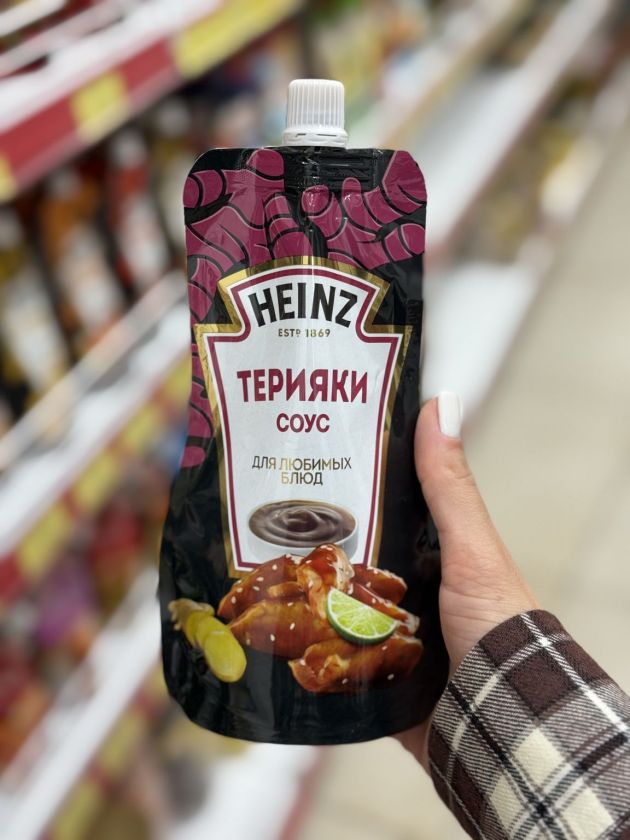 HEINZ
ESTD 1869
ТЕРИЯКИ
СОУС
ДЛЯ ЛЮБИМЫХ
БЛЮД